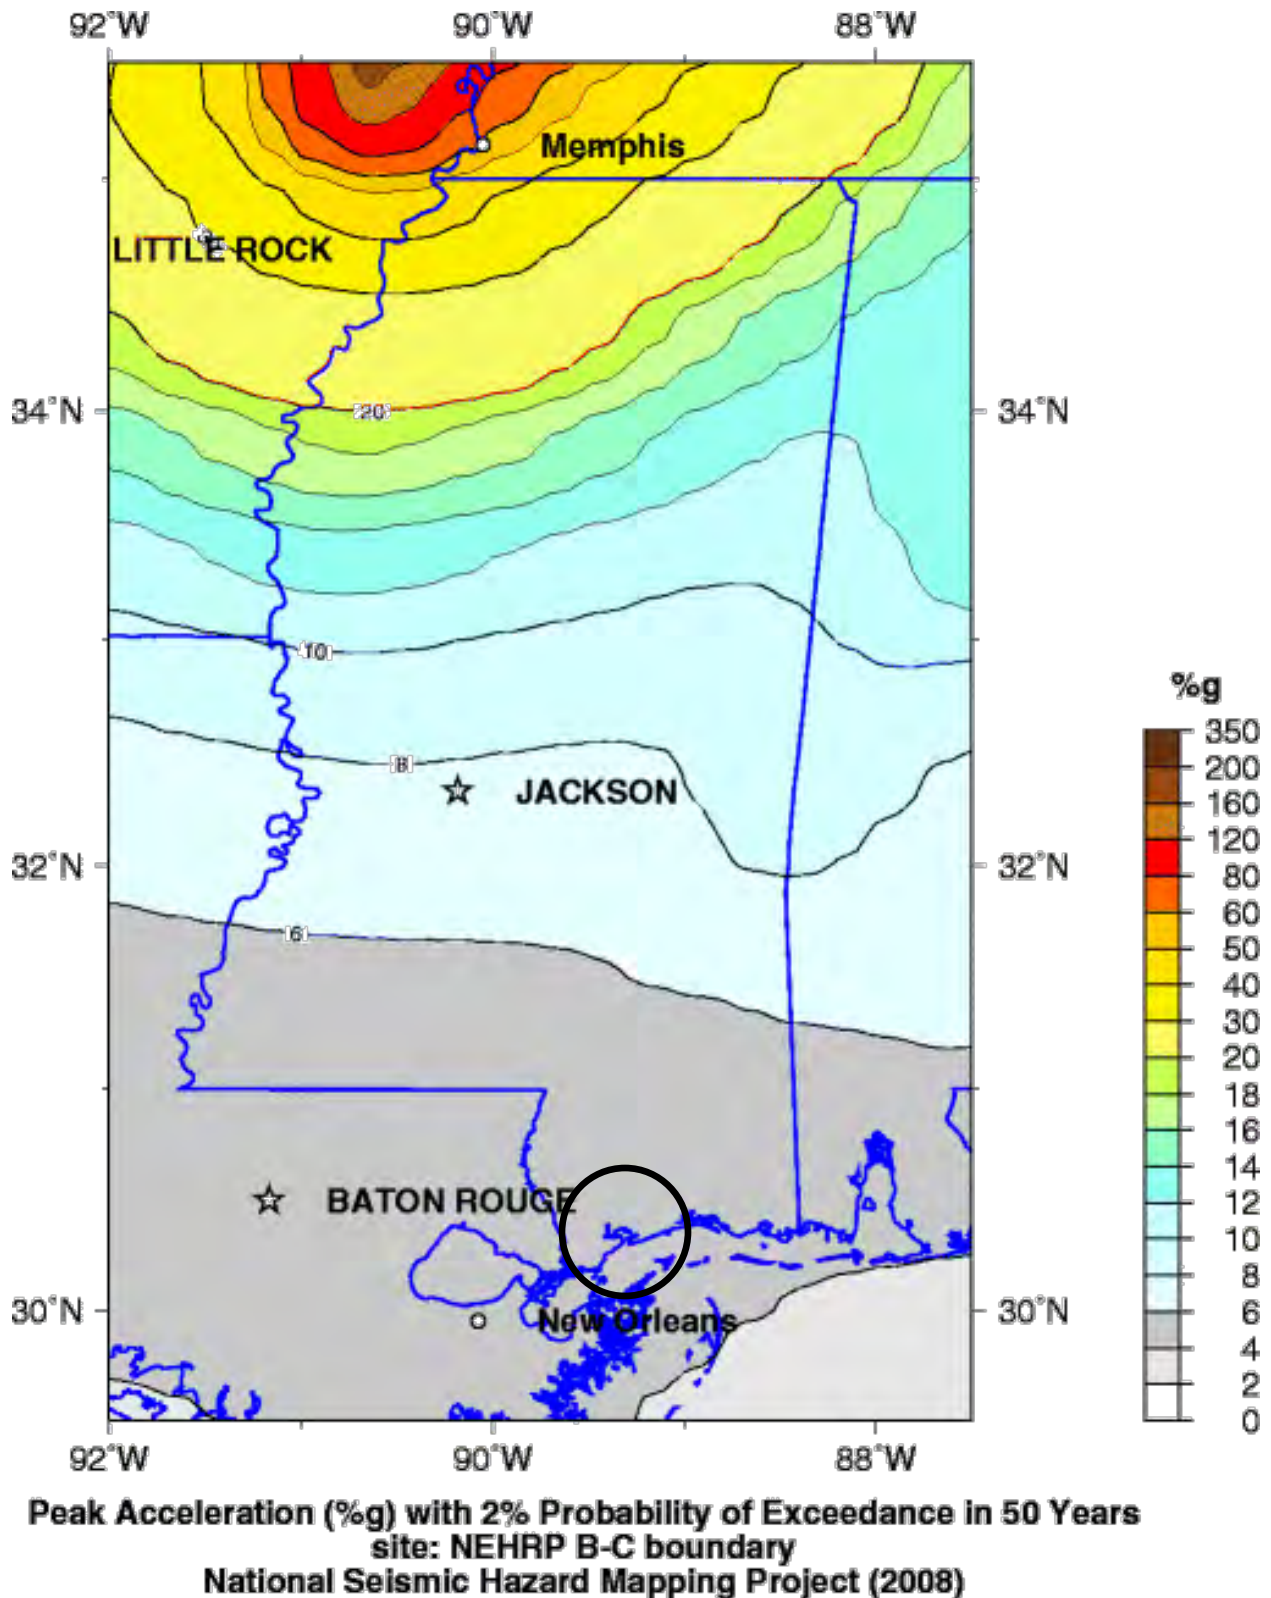 92°W 90°W 88°W
Memphis
LITTLE ROCK
34°N 20 34°N
10
%g
350
8
200
JACKSON
160
120
32°N 32°N
80
60
6
50
40
30
20
18
16
14
BATON ROUGE
12
10
8
30°N 30°N
6
New Orleans
4
2
0
92°W 90°W 88°W
Peak Acceleration (%g) with 2% Probability of Exceedance in 50 Years
site: NEHRP B-C boundary
National Seismic Hazard Mapping Project (2008)